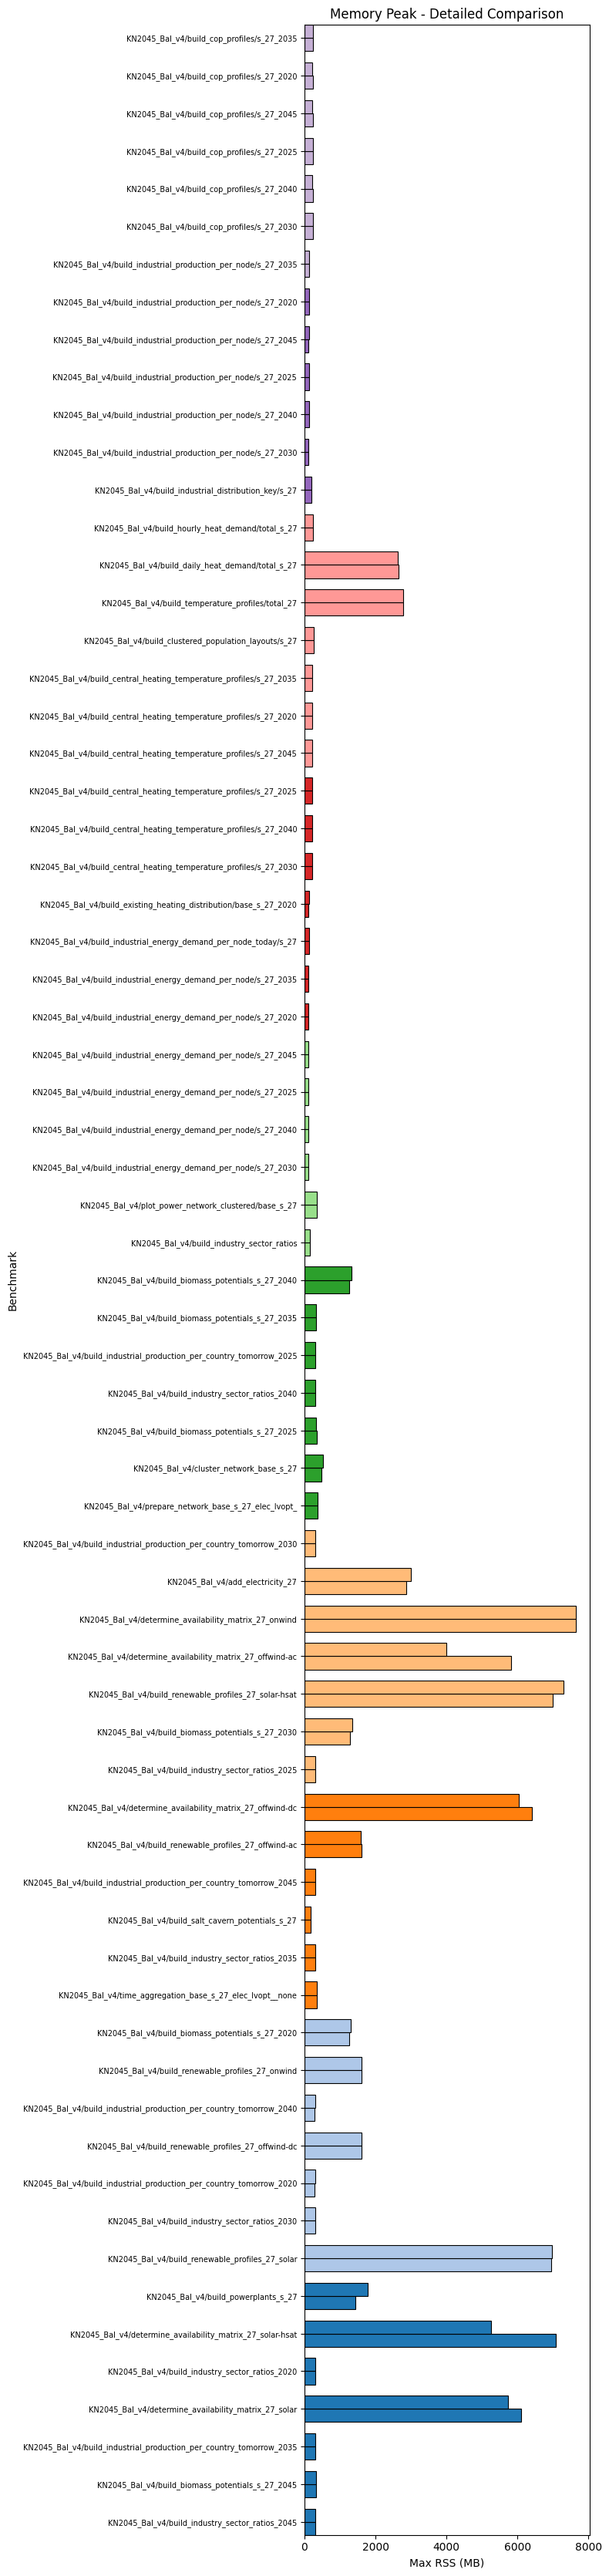 Memory Peak - Detailed Comparison
KN2045_Bal_v4/build_cop_profiles/s_27_2035
KN2045_Bal_v4/build_cop_profiles/s_27_2020
KN2045_Bal_v4/build_cop_profiles/s_27_2045
KN2045_Bal_v4/build_cop_profiles/s_27_2025
KN2045_Bal_v4/build_cop_profiles/s_27_2040
KN2045_Bal_v4/build_cop_profiles/s_27_2030
KN2045_Bal_v4/build_industrial_production_per_node/s_27_2035
KN2045_Bal_v4/build_industrial_production_per_node/s_27_2020
KN2045_Bal_v4/build_industrial_production_per_node/s_27_2045
KN2045_Bal_v4/build_industrial_production_per_node/s_27_2025
KN2045_Bal_v4/build_industrial_production_per_node/s_27_2040
KN2045_Bal_v4/build_industrial_production_per_node/s_27_2030
KN2045_Bal_v4/build_industrial_distribution_key/s_27
KN2045_Bal_v4/build_hourly_heat_demand/total_s_27
KN2045_Bal_v4/build_daily_heat_demand/total_s_27
KN2045_Bal_v4/build_temperature_profiles/total_27
KN2045_Bal_v4/build_clustered_population_layouts/s_27
KN2045_Bal_v4/build_central_heating_temperature_profiles/s_27_2035
KN2045_Bal_v4/build_central_heating_temperature_profiles/s_27_2020
KN2045_Bal_v4/build_central_heating_temperature_profiles/s_27_2045
KN2045_Bal_v4/build_central_heating_temperature_profiles/s_27_2025
KN2045_Bal_v4/build_central_heating_temperature_profiles/s_27_2040
KN2045_Bal_v4/build_central_heating_temperature_profiles/s_27_2030
KN2045_Bal_v4/build_existing_heating_distribution/base_s_27_2020
KN2045_Bal_v4/build_industrial_energy_demand_per_node_today/s_27
KN2045_Bal_v4/build_industrial_energy_demand_per_node/s_27_2035
KN2045_Bal_v4/build_industrial_energy_demand_per_node/s_27_2020
KN2045_Bal_v4/build_industrial_energy_demand_per_node/s_27_2045
KN2045_Bal_v4/build_industrial_energy_demand_per_node/s_27_2025
KN2045_Bal_v4/build_industrial_energy_demand_per_node/s_27_2040
KN2045_Bal_v4/build_industrial_energy_demand_per_node/s_27_2030
KN2045_Bal_v4/plot_power_network_clustered/base_s_27
KN2045_Bal_v4/build_industry_sector_ratios
KN2045_Bal_v4/build_biomass_potentials_s_27_2040
KN2045_Bal_v4/build_biomass_potentials_s_27_2035
KN2045_Bal_v4/build_industrial_production_per_country_tomorrow_2025
KN2045_Bal_v4/build_industry_sector_ratios_2040
KN2045_Bal_v4/build_biomass_potentials_s_27_2025
KN2045_Bal_v4/cluster_network_base_s_27
KN2045_Bal_v4/prepare_network_base_s_27_elec_lvopt_
KN2045_Bal_v4/build_industrial_production_per_country_tomorrow_2030
KN2045_Bal_v4/add_electricity_27
KN2045_Bal_v4/determine_availability_matrix_27_onwind
KN2045_Bal_v4/determine_availability_matrix_27_offwind-ac
KN2045_Bal_v4/build_renewable_profiles_27_solar-hsat
KN2045_Bal_v4/build_biomass_potentials_s_27_2030
KN2045_Bal_v4/build_industry_sector_ratios_2025
KN2045_Bal_v4/determine_availability_matrix_27_offwind-dc
KN2045_Bal_v4/build_renewable_profiles_27_offwind-ac
KN2045_Bal_v4/build_industrial_production_per_country_tomorrow_2045
KN2045_Bal_v4/build_salt_cavern_potentials_s_27
KN2045_Bal_v4/build_industry_sector_ratios_2035
KN2045_Bal_v4/time_aggregation_base_s_27_elec_lvopt__none
KN2045_Bal_v4/build_biomass_potentials_s_27_2020
KN2045_Bal_v4/build_renewable_profiles_27_onwind
KN2045_Bal_v4/build_industrial_production_per_country_tomorrow_2040
KN2045_Bal_v4/build_renewable_profiles_27_offwind-dc
KN2045_Bal_v4/build_industrial_production_per_country_tomorrow_2020
KN2045_Bal_v4/build_industry_sector_ratios_2030
KN2045_Bal_v4/build_renewable_profiles_27_solar
KN2045_Bal_v4/build_powerplants_s_27
KN2045_Bal_v4/determine_availability_matrix_27_solar-hsat
KN2045_Bal_v4/build_industry_sector_ratios_2020
KN2045_Bal_v4/determine_availability_matrix_27_solar
KN2045_Bal_v4/build_industrial_production_per_country_tomorrow_2035
KN2045_Bal_v4/build_biomass_potentials_s_27_2045
KN2045_Bal_v4/build_industry_sector_ratios_2045
Benchmark
0 2000 4000 6000 8000
Max RSS (MB)